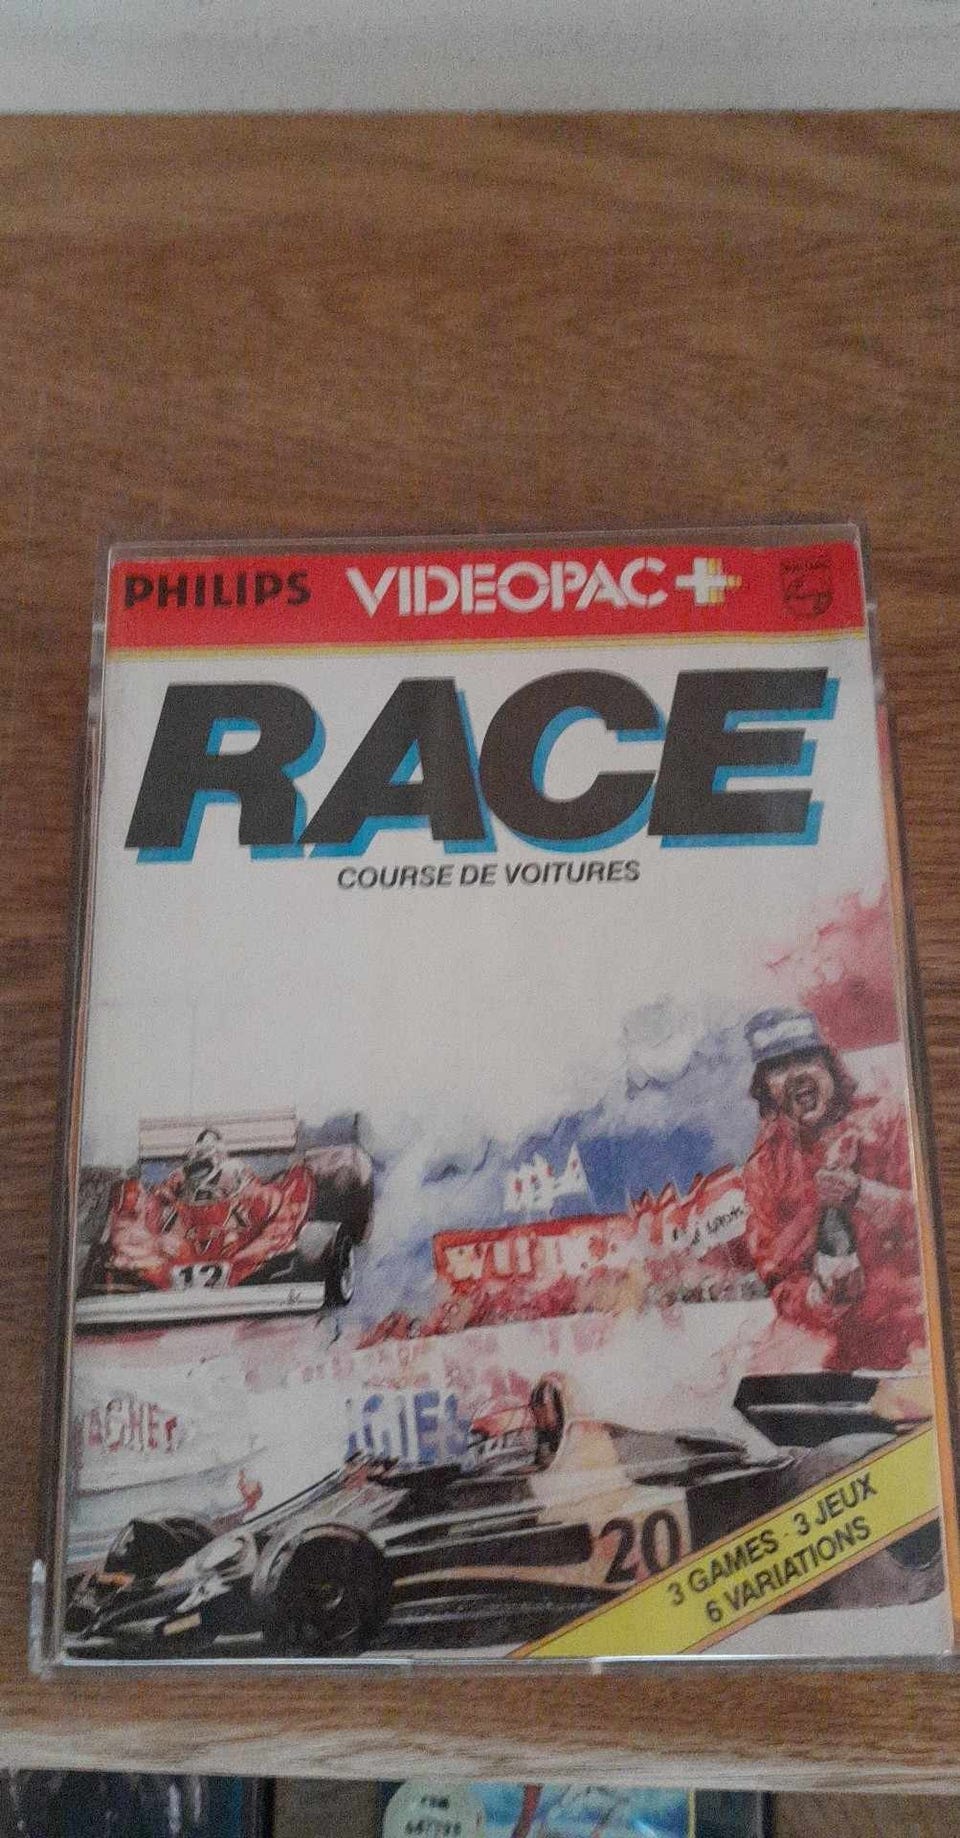 PHILIPS VIDEOPAC+
RACE
COURSE DE VOITURES
12
20
3 GAMES - 3 JEUX
6 VARIATIONS